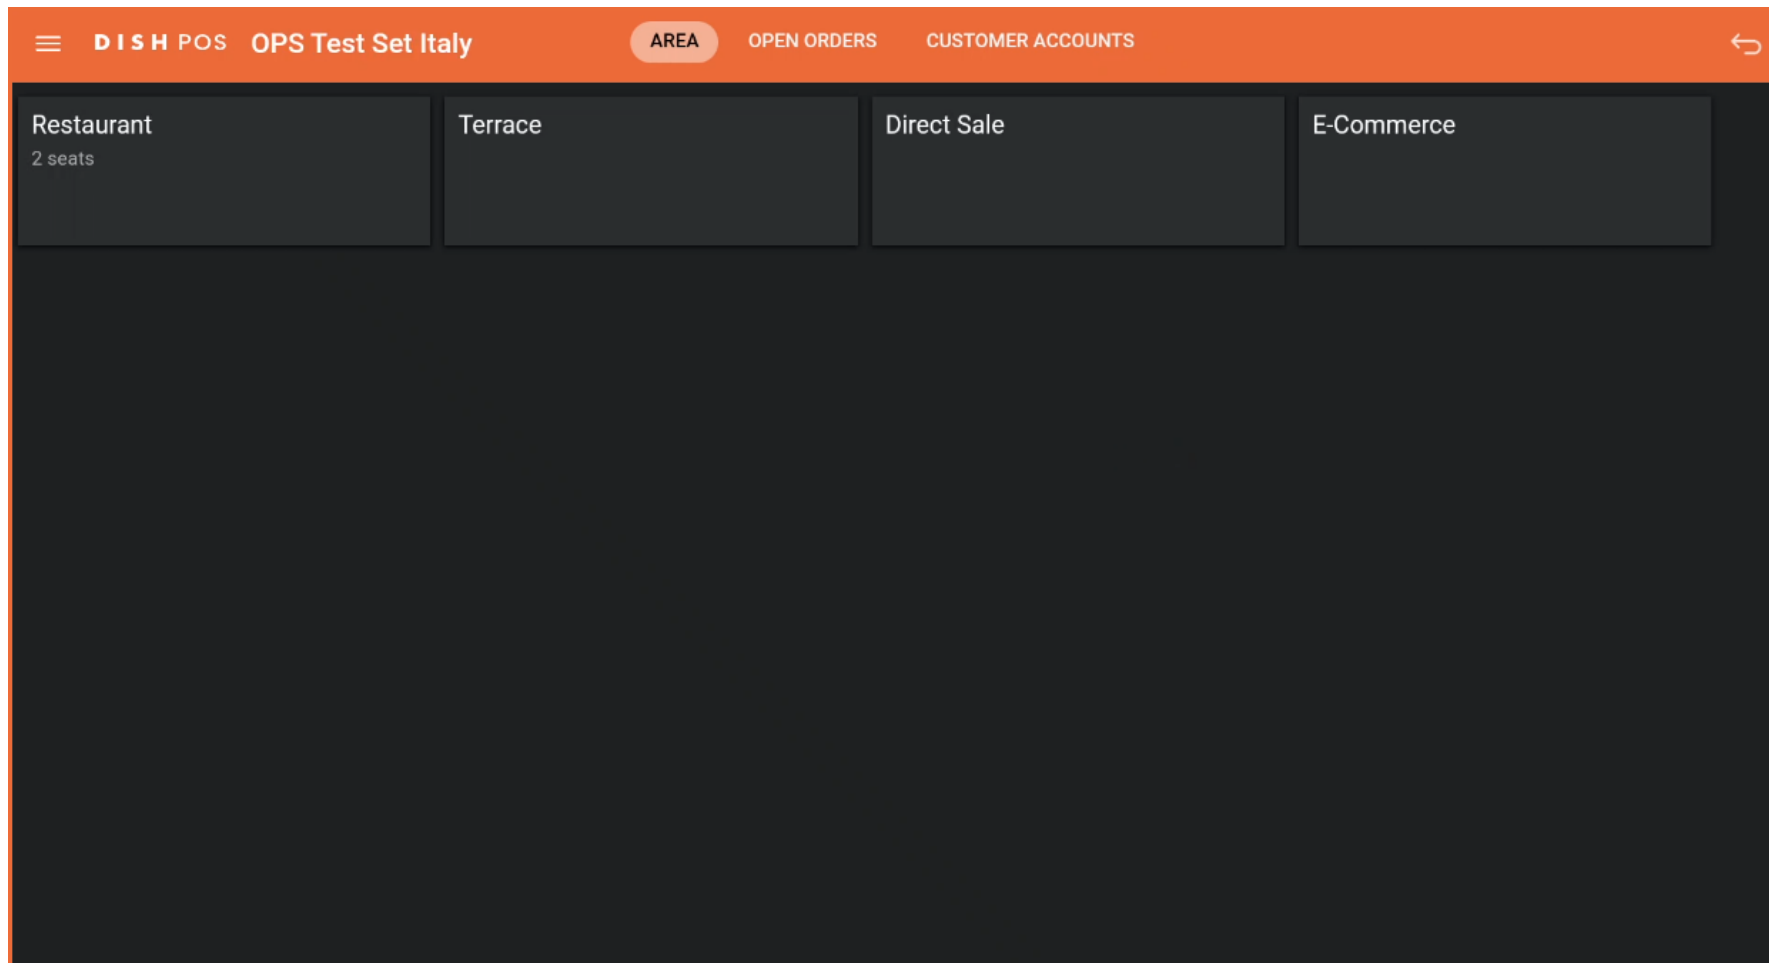 DISH POS OPS Test Set Italy AREA OPEN ORDERS CUSTOMER ACCOUNTS
Restaurant
2 seats
Terrace
Direct Sale
E-Commerce